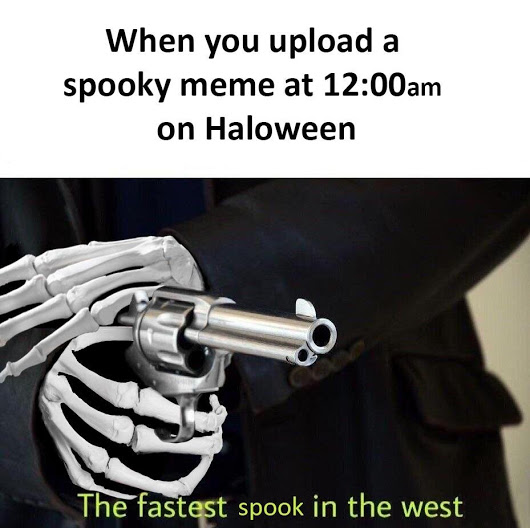 When you upload a
spooky meme at 12:00am
on Haloween
The fastest spook in the west